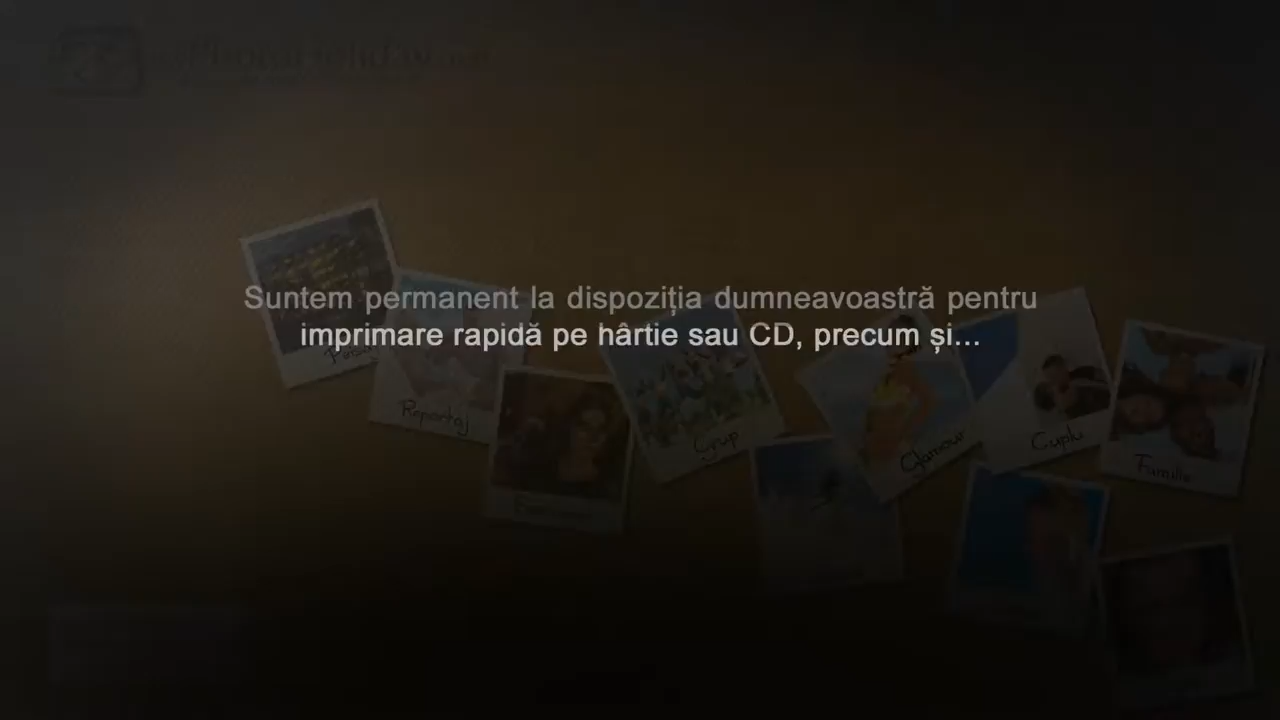 Suntem permanent la dispoziția dumneavoastră pentru
imprimare rapidă pe hârtie sau CD, precum și...
Reportaj
Grup
Glamour
Cuplu
Familie